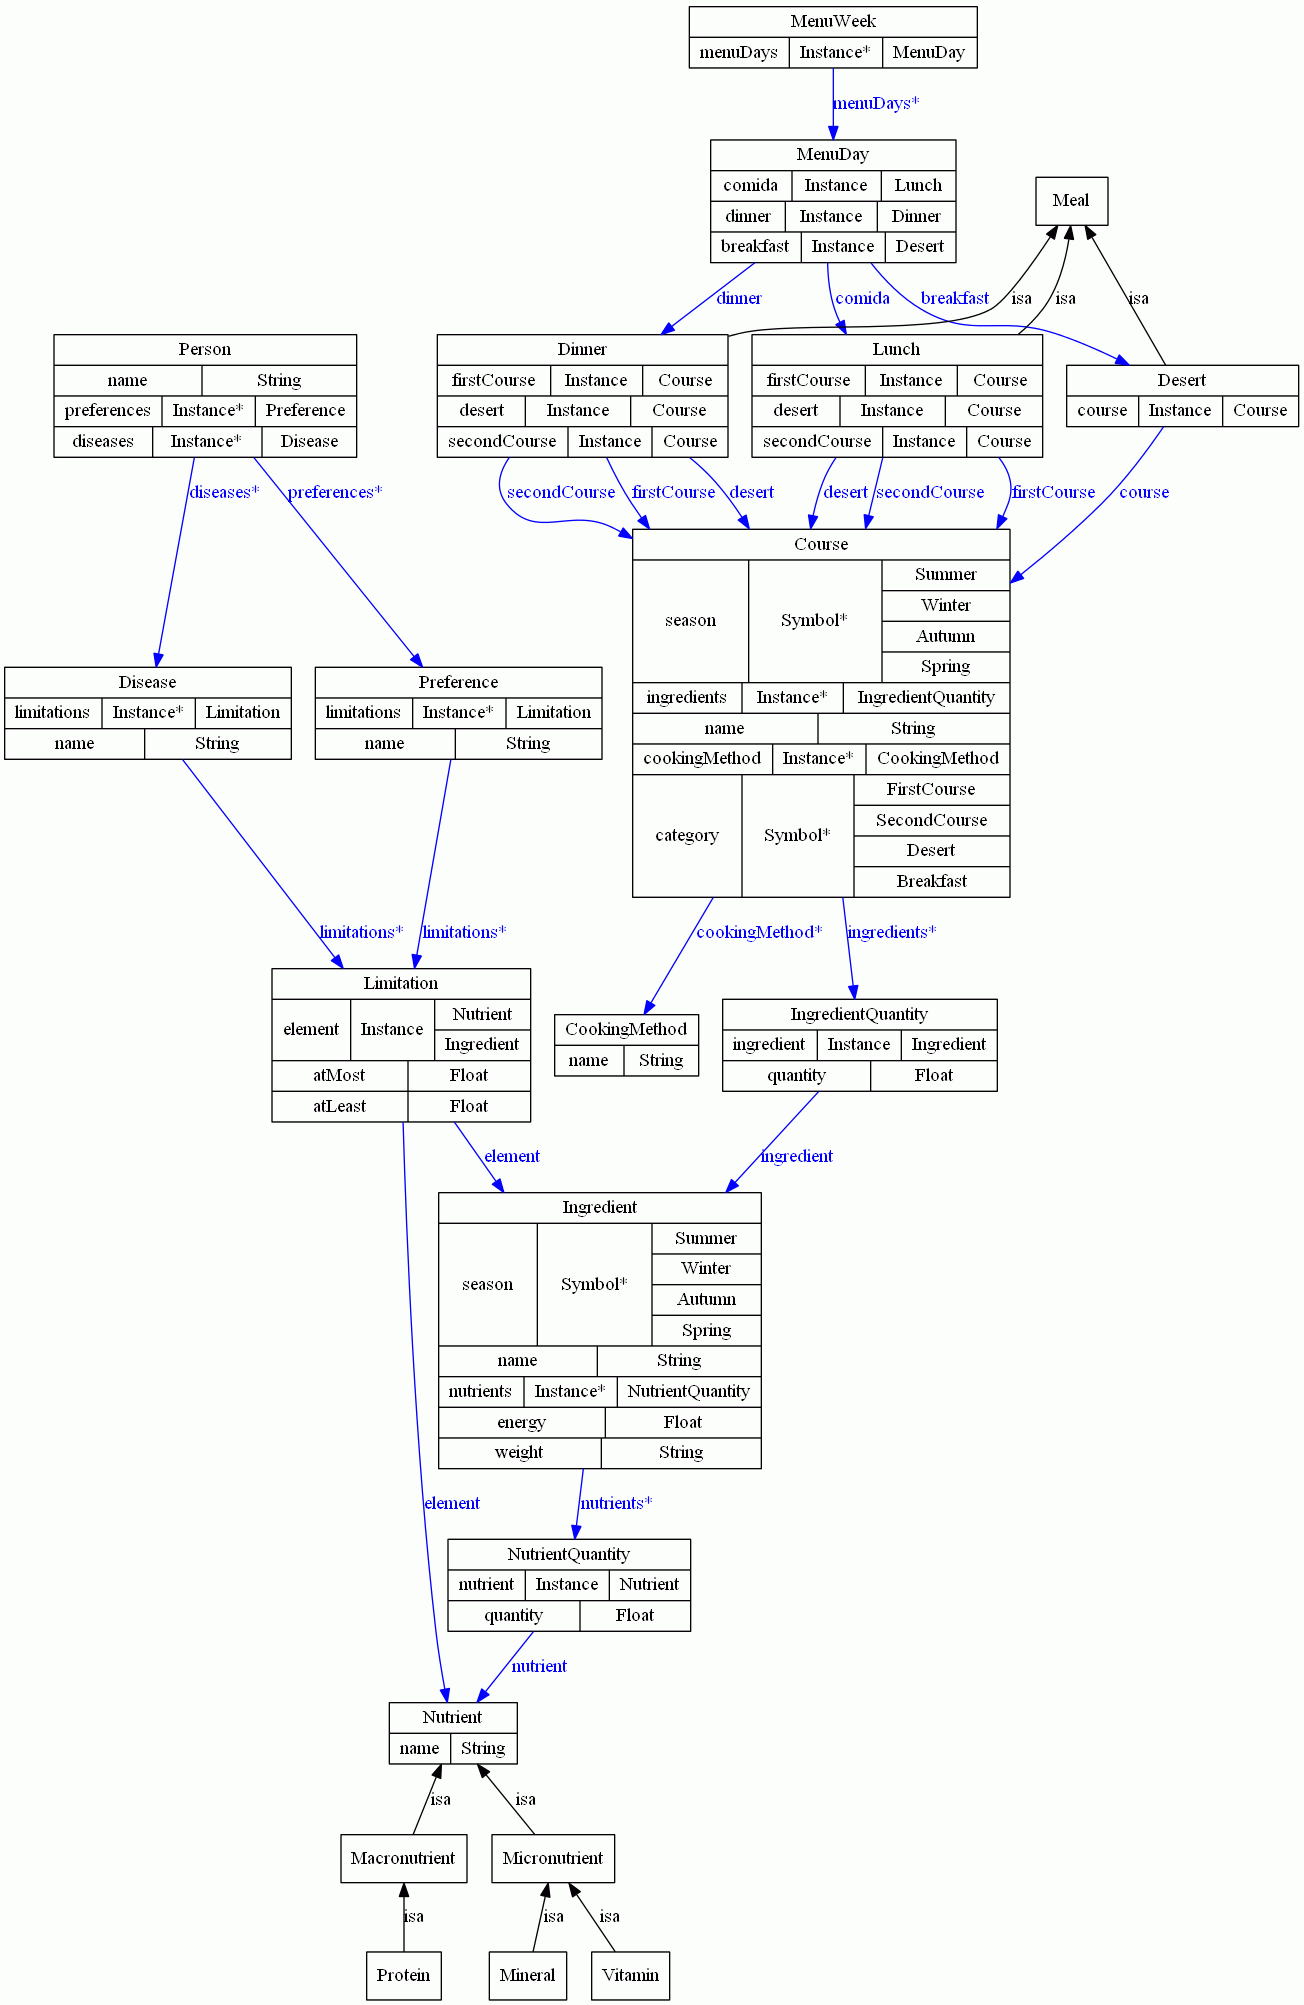 MenuWeek
menuDays Instance* MenuDay
menuDays*
MenuDay
comida Instance Lunch
dinner Instance Dinner
breakfast Instance Desert
Meal
dinner comida breakfast isa isa isa
Person
name String
preferences Instance* Preference
diseases Instance* Disease
Dinner
firstCourse Instance Course
desert Instance Course
secondCourse Instance Course
Lunch
firstCourse Instance Course
desert Instance Course
secondCourse Instance Course
Desert
course Instance Course
diseases* preferences* secondCourse firstCourse desert desert secondCourse firstCourse course
Course
season Symbol*
Summer
Winter
Autumn
Spring
ingredients Instance* IngredientQuantity
name String
cookingMethod Instance* CookingMethod
category Symbol*
FirstCourse
SecondCourse
Desert
Breakfast
Disease
limitations Instance* Limitation
name String
Preference
limitations Instance* Limitation
name String
limitations* limitations* cookingMethod* ingredients*
Limitation
element Instance
Nutrient
Ingredient
atMost Float
atLeast Float
CookingMethod
name String
IngredientQuantity
ingredient Instance Ingredient
quantity Float
element ingredient
Ingredient
season Symbol*
Summer
Winter
Autumn
Spring
name String
nutrients Instance* NutrientQuantity
energy Float
weight String
element nutrients*
NutrientQuantity
nutrient Instance Nutrient
quantity Float
nutrient
Nutrient
name String
isa isa
Macronutrient Micronutrient
isa isa isa
Protein Mineral Vitamin